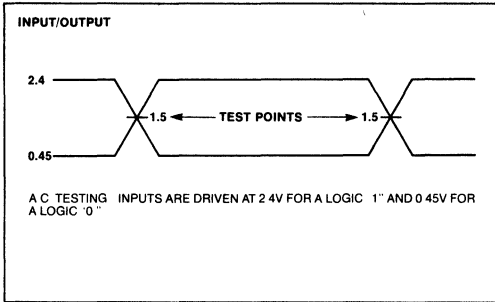 INPUT/OUTPUT
2.4
1.5 TEST POINTS 1.5
0.45
A C TESTING INPUTS ARE DRIVEN AT 2 4V FOR A LOGIC 1" AND 0 45V FOR
A LOGIC '0 "